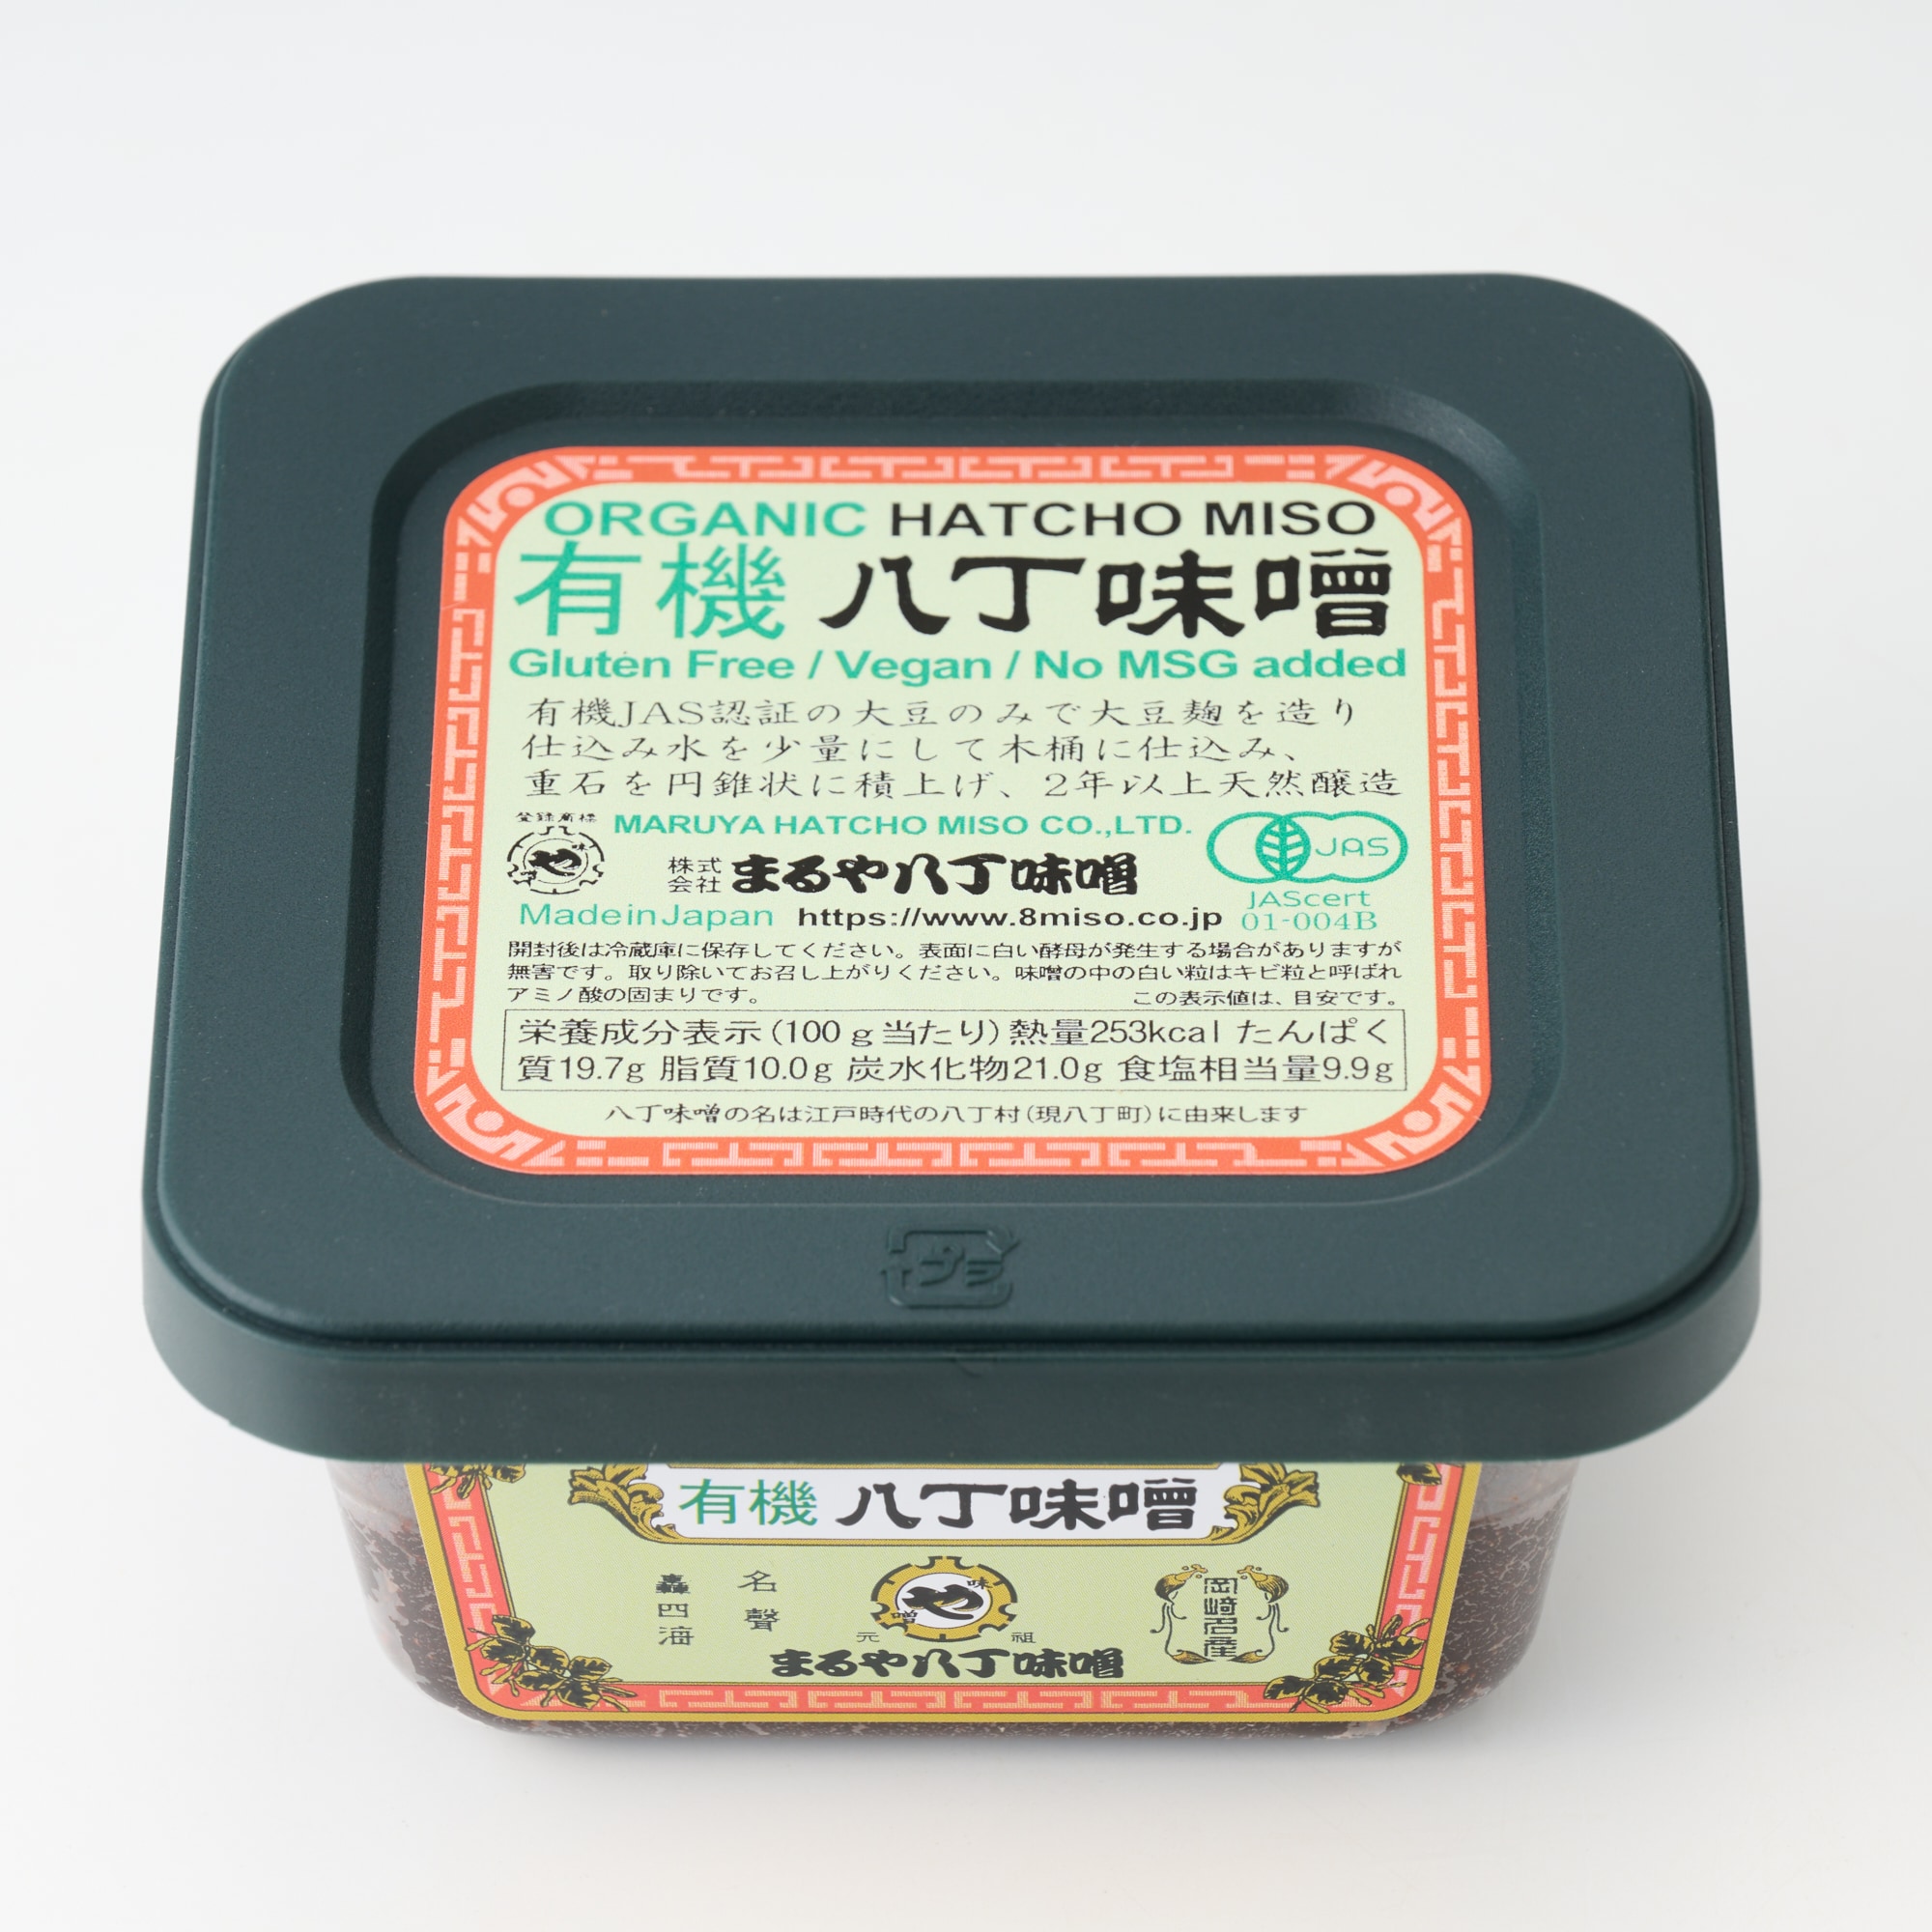 ORGANIC HATCHO MISO
有機 八丁味噌
Gluten Free / Vegan / No MSG added
有機JAS認証の大豆のみで大豆麹を造り
仕込み水を少量にして木桶に仕込み、
重石を円錐状に積上げ、2年以上天然醸造
登録商標
味 や
MARUYA HATCHO MISO CO.,LTD.
株式会社 まるや八丁味噌
JAS
JAScert
01-004B
Made in Japan https://www.8miso.co.jp
開封後は冷蔵庫に保存してください。表面に白い酵母が発生する場合がありますが
無害です。取り除いてお召し上がりください。味噌の中の白い粒はキビ粒と呼ばれ
アミノ酸の固まりです。 この表示値は、目安です。
栄養成分表示(100g当たり)熱量253kcal たんぱく
質19.7g 脂質10.0g 炭水化物21.0g 食塩相当量9.9g
八丁味噌の名は江戸時代の八丁村(現八丁町)に由来します
プラ
有機 八丁味噌
名聲
轟四海
味 や 噌
元 祖
まるや八丁味噌
岡崎名産